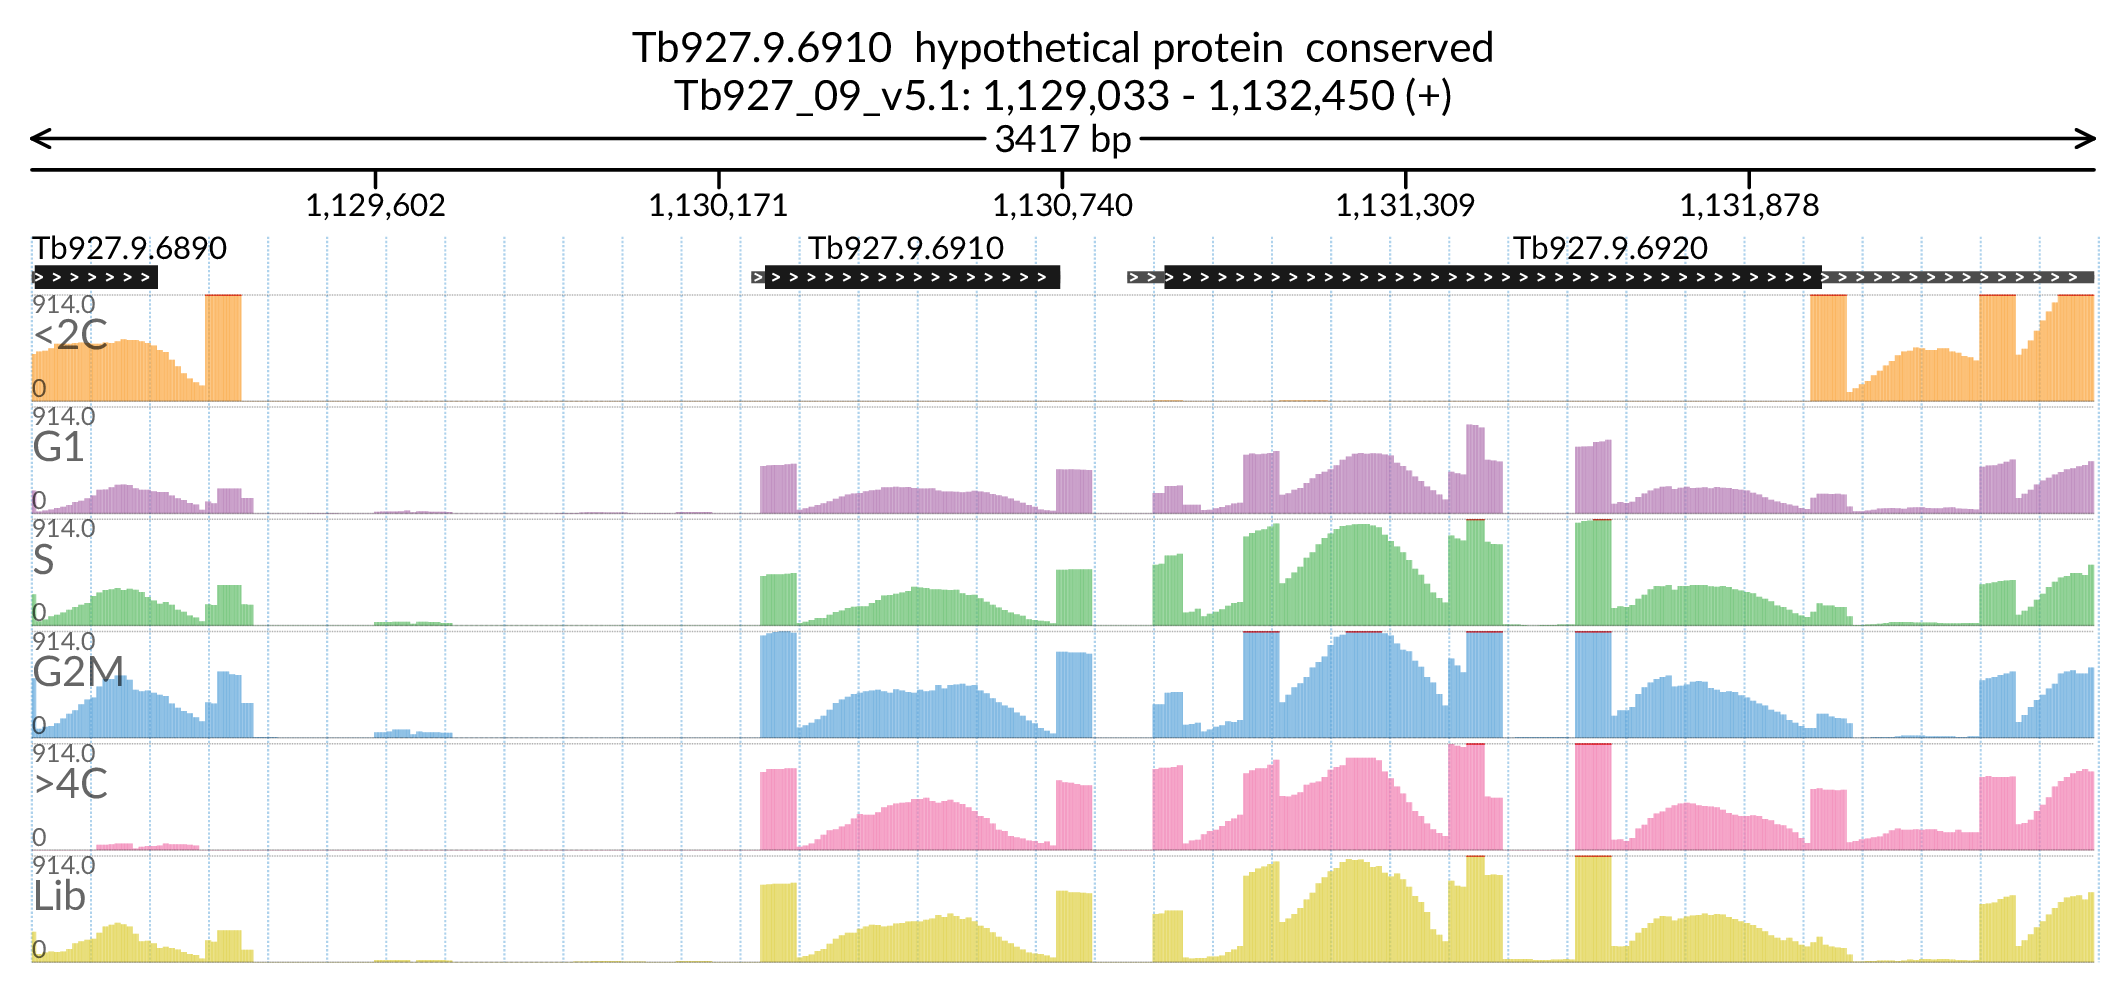 Tb927.9.6910  hypothetical protein  conserved
Tb927_09_v5.1: 1,129,033 - 1,132,450 (+)
3417 bp
1,129,602 1,130,171 1,130,740 1,131,309 1,131,878
Tb927.9.6890 Tb927.9.6910 Tb927.9.6920
914.0
<2C
0
914.0
G1
0
914.0
S
0
914.0
G2M
0
914.0
>4C
0
914.0
Lib
0